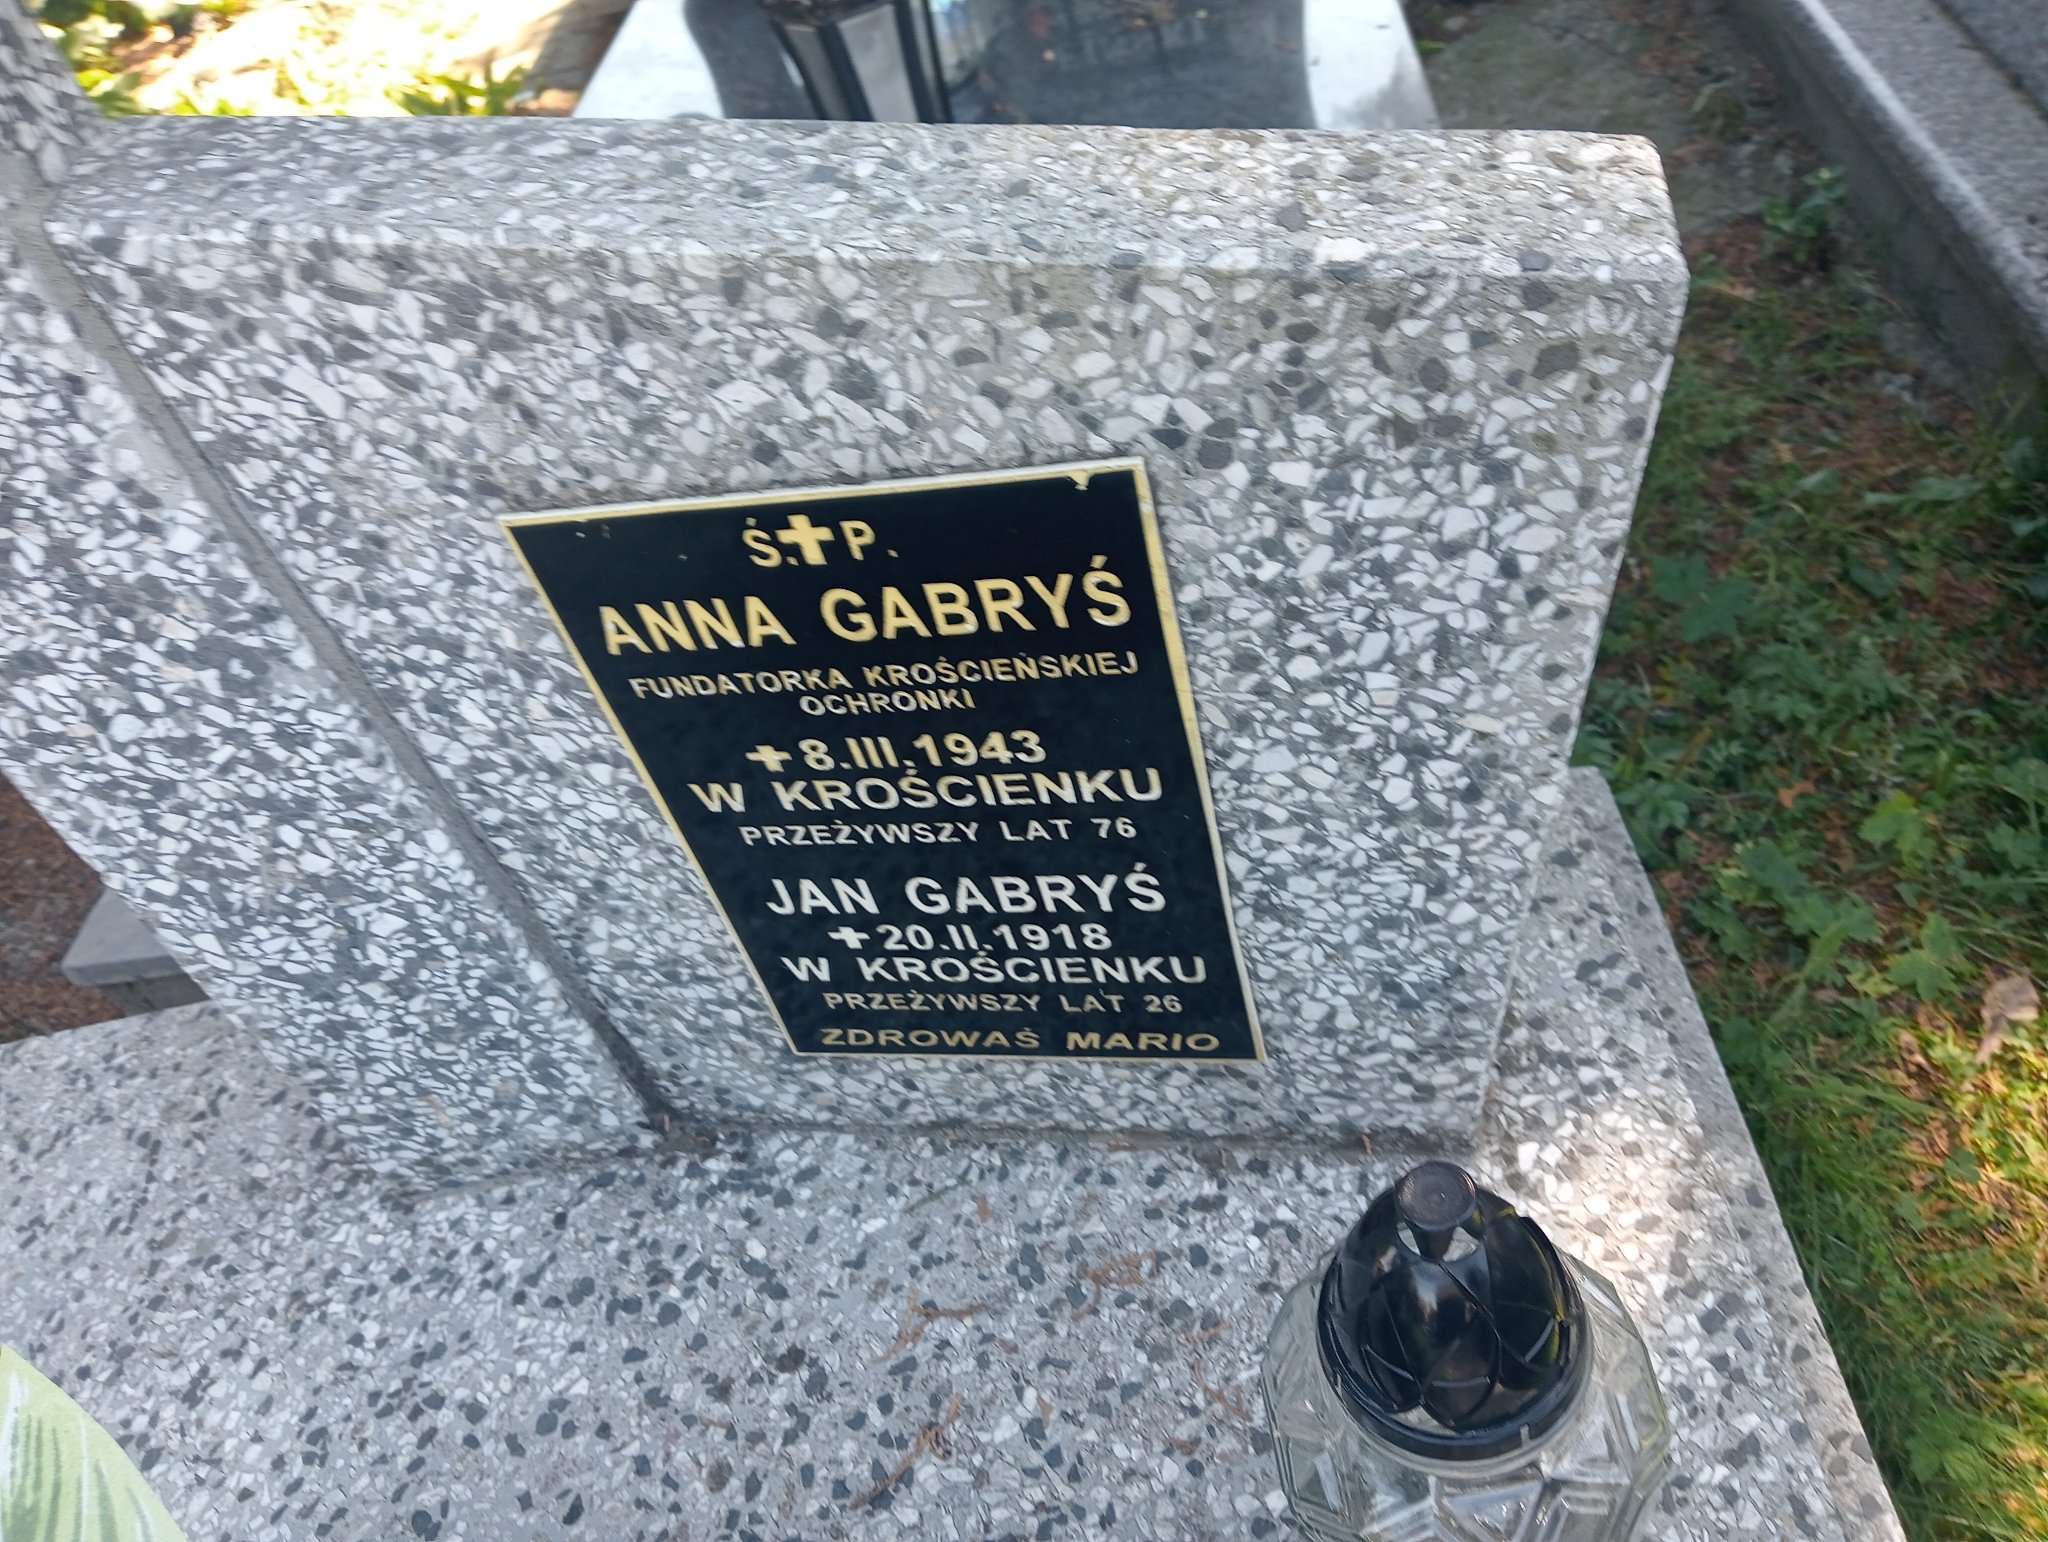 Ś.✝P.
ANNA GABRYŚ
FUNDATORKA KROŚCIEŃSKIEJ
OCHRONKI
✝8.III.1943
W KROŚCIENKU
PRZEŻYWSZY LAT 76
JAN GABRYŚ
✝20.II.1918
W KROŚCIENKU
PRZEŻYWSZY LAT 26
ZDROWAŚ MARIO